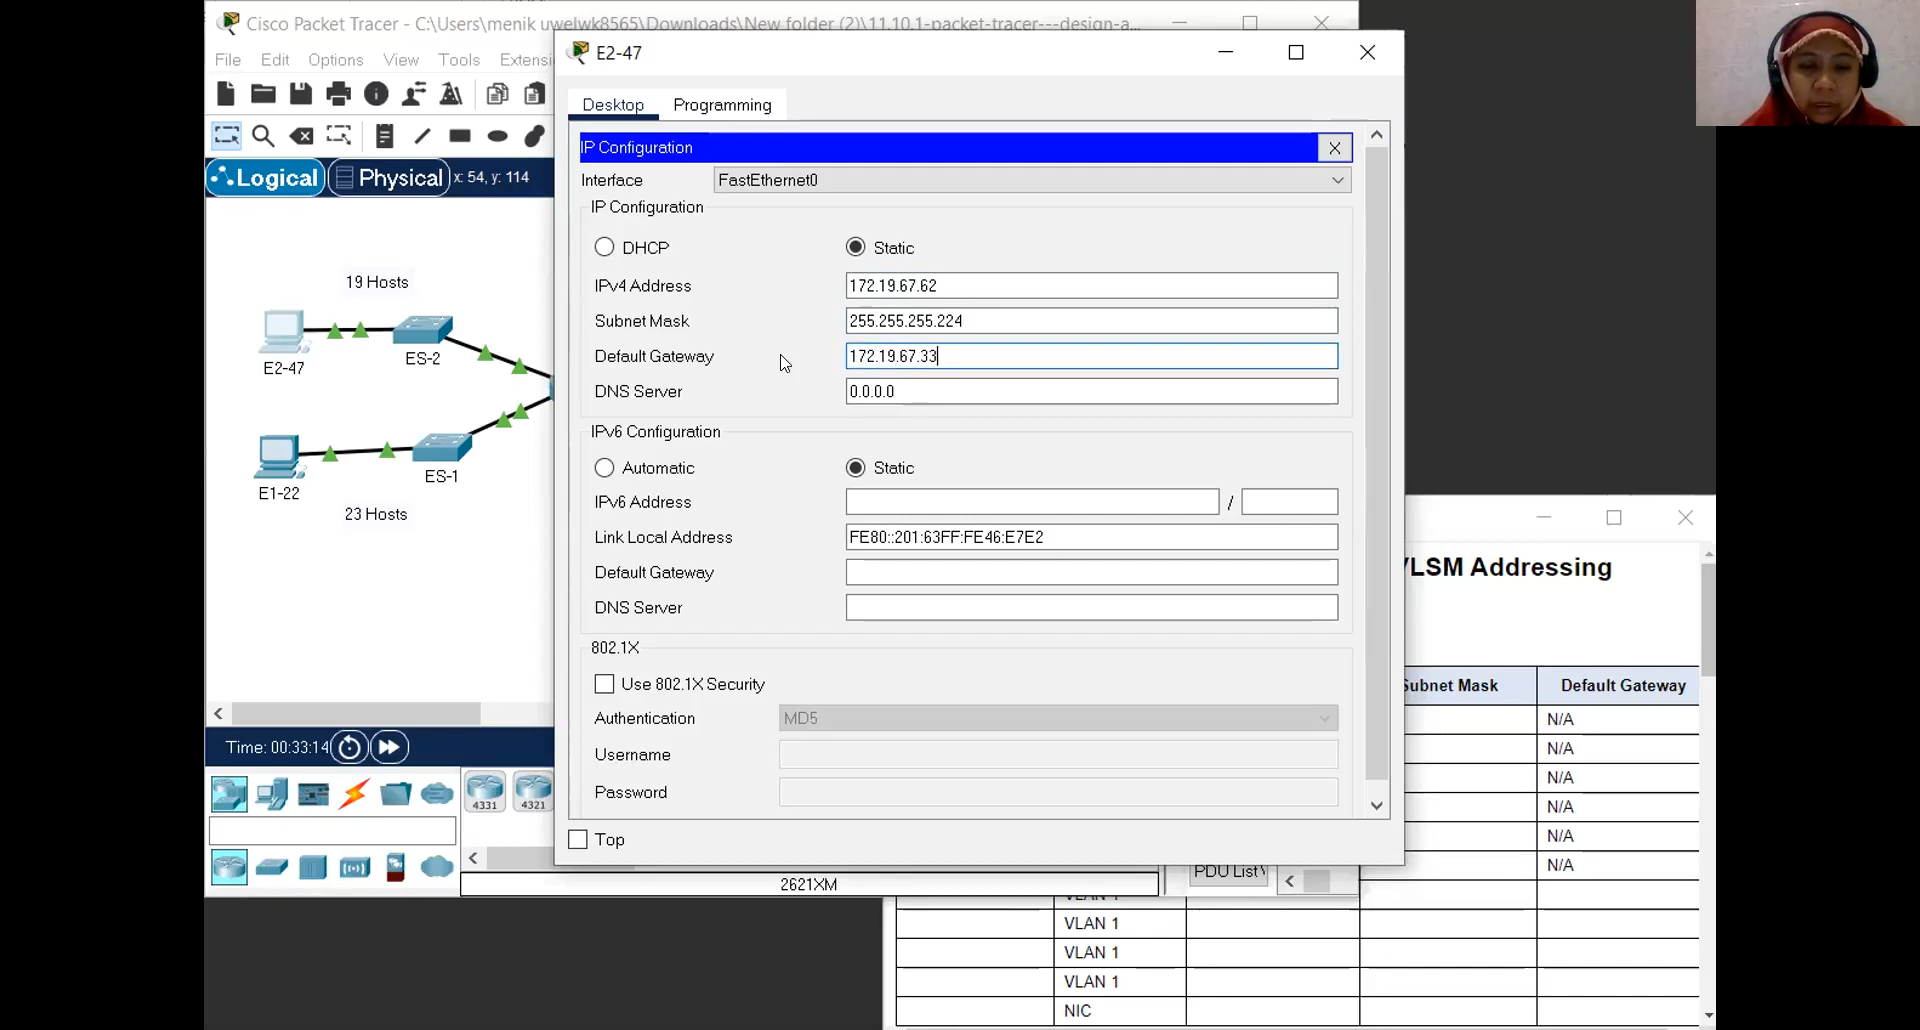 Cisco Packet Tracer - C:\Users\menik uwelwk8565\Downloads\New folder (2)\11.10.1-packet-tracer---design-a...
File Edit Options View Tools
E2-47
Desktop Programming
Logical Physical x: 54, y: 114
IP Configuration X
Interface FastEthernet0
IP Configuration
DHCP Static
IPv4 Address 172.19.67.62
Subnet Mask 255.255.255.224
Default Gateway 172.19.67.33
DNS Server 0.0.0.0
IPv6 Configuration
Automatic Static
IPv6 Address /
Link Local Address FE80::201:63FF:FE46:E7E2
Default Gateway
DNS Server
802.1X
Use 802.1X Security
Authentication MD5
Username
Password
Top
19 Hosts
E2-47
ES-2
E1-22
ES-1
23 Hosts
Time: 00:33:14
4331 4321
2621XM
PDU List
VLSM Addressing
Subnet Mask Default Gateway
N/A
N/A
N/A
N/A
N/A
N/A
VLAN 1
VLAN 1
VLAN 1
VLAN 1
NIC